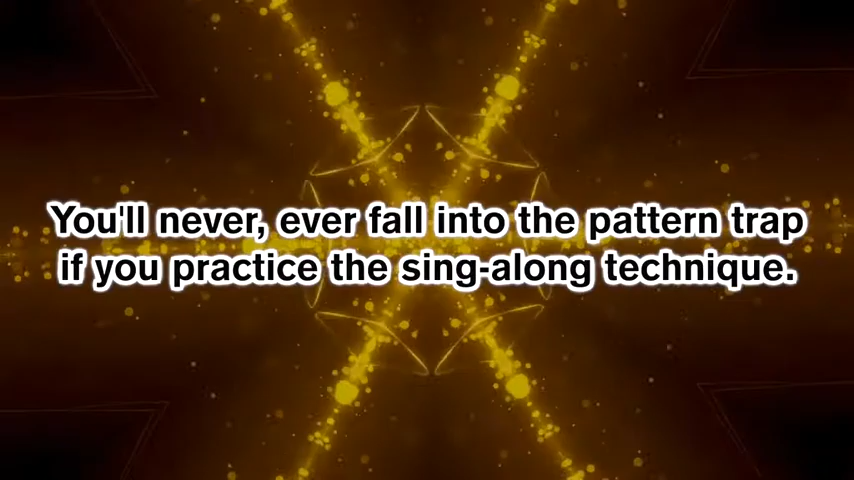 You'll never, ever fall into the pattern trap
if you practice the sing-along technique.